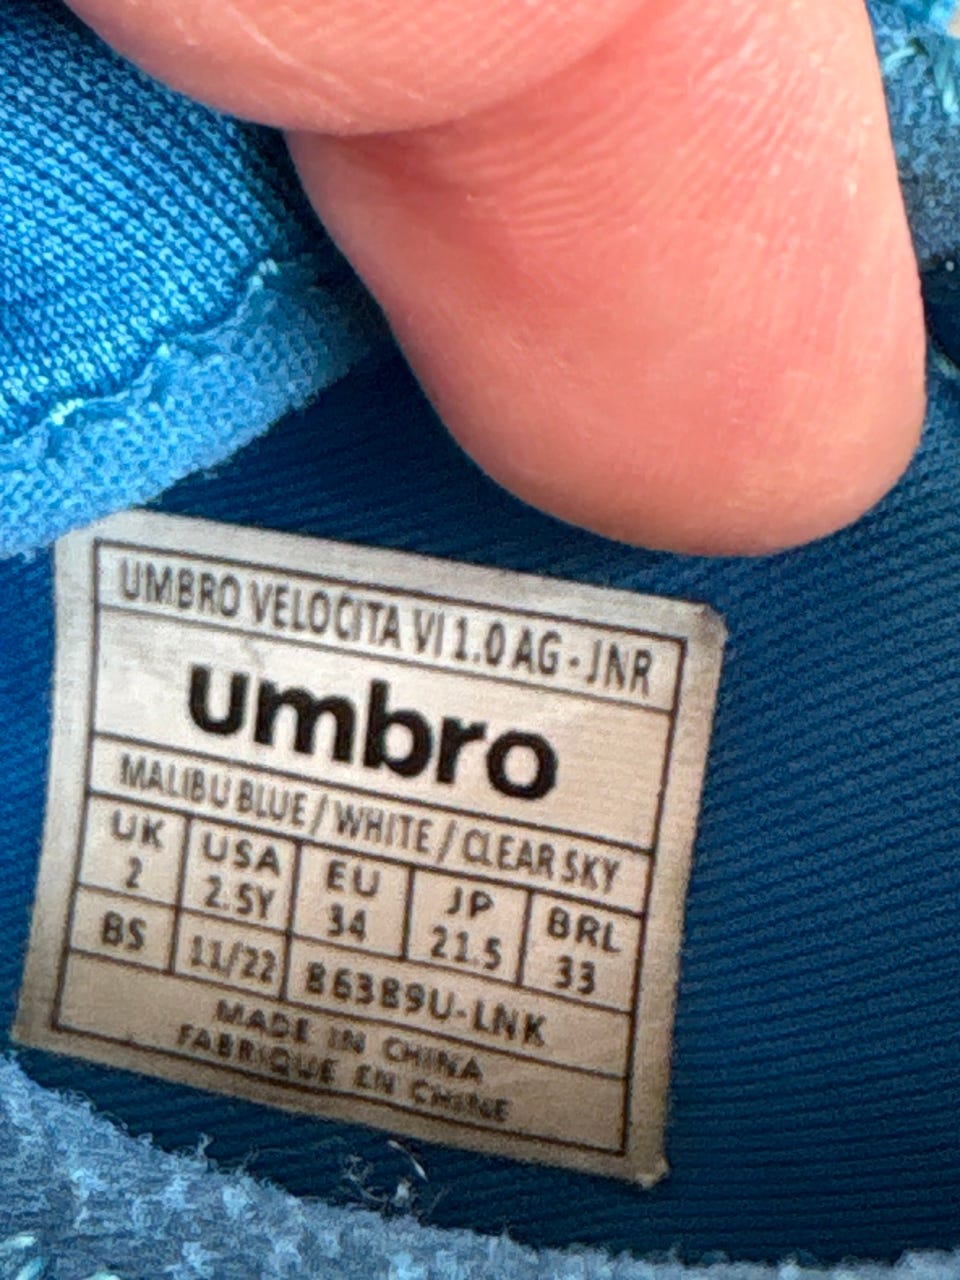 UMBRO VELOCITA VI 1.0 AG - JNR
umbro
MALIBU BLUE / WHITE / CLEAR SKY
UK USA EU JP BRL
2 2.5Y 34 21.5 33
BS 11/22 86389U-LNK
MADE IN CHINA
FABRIQUE EN CHINE